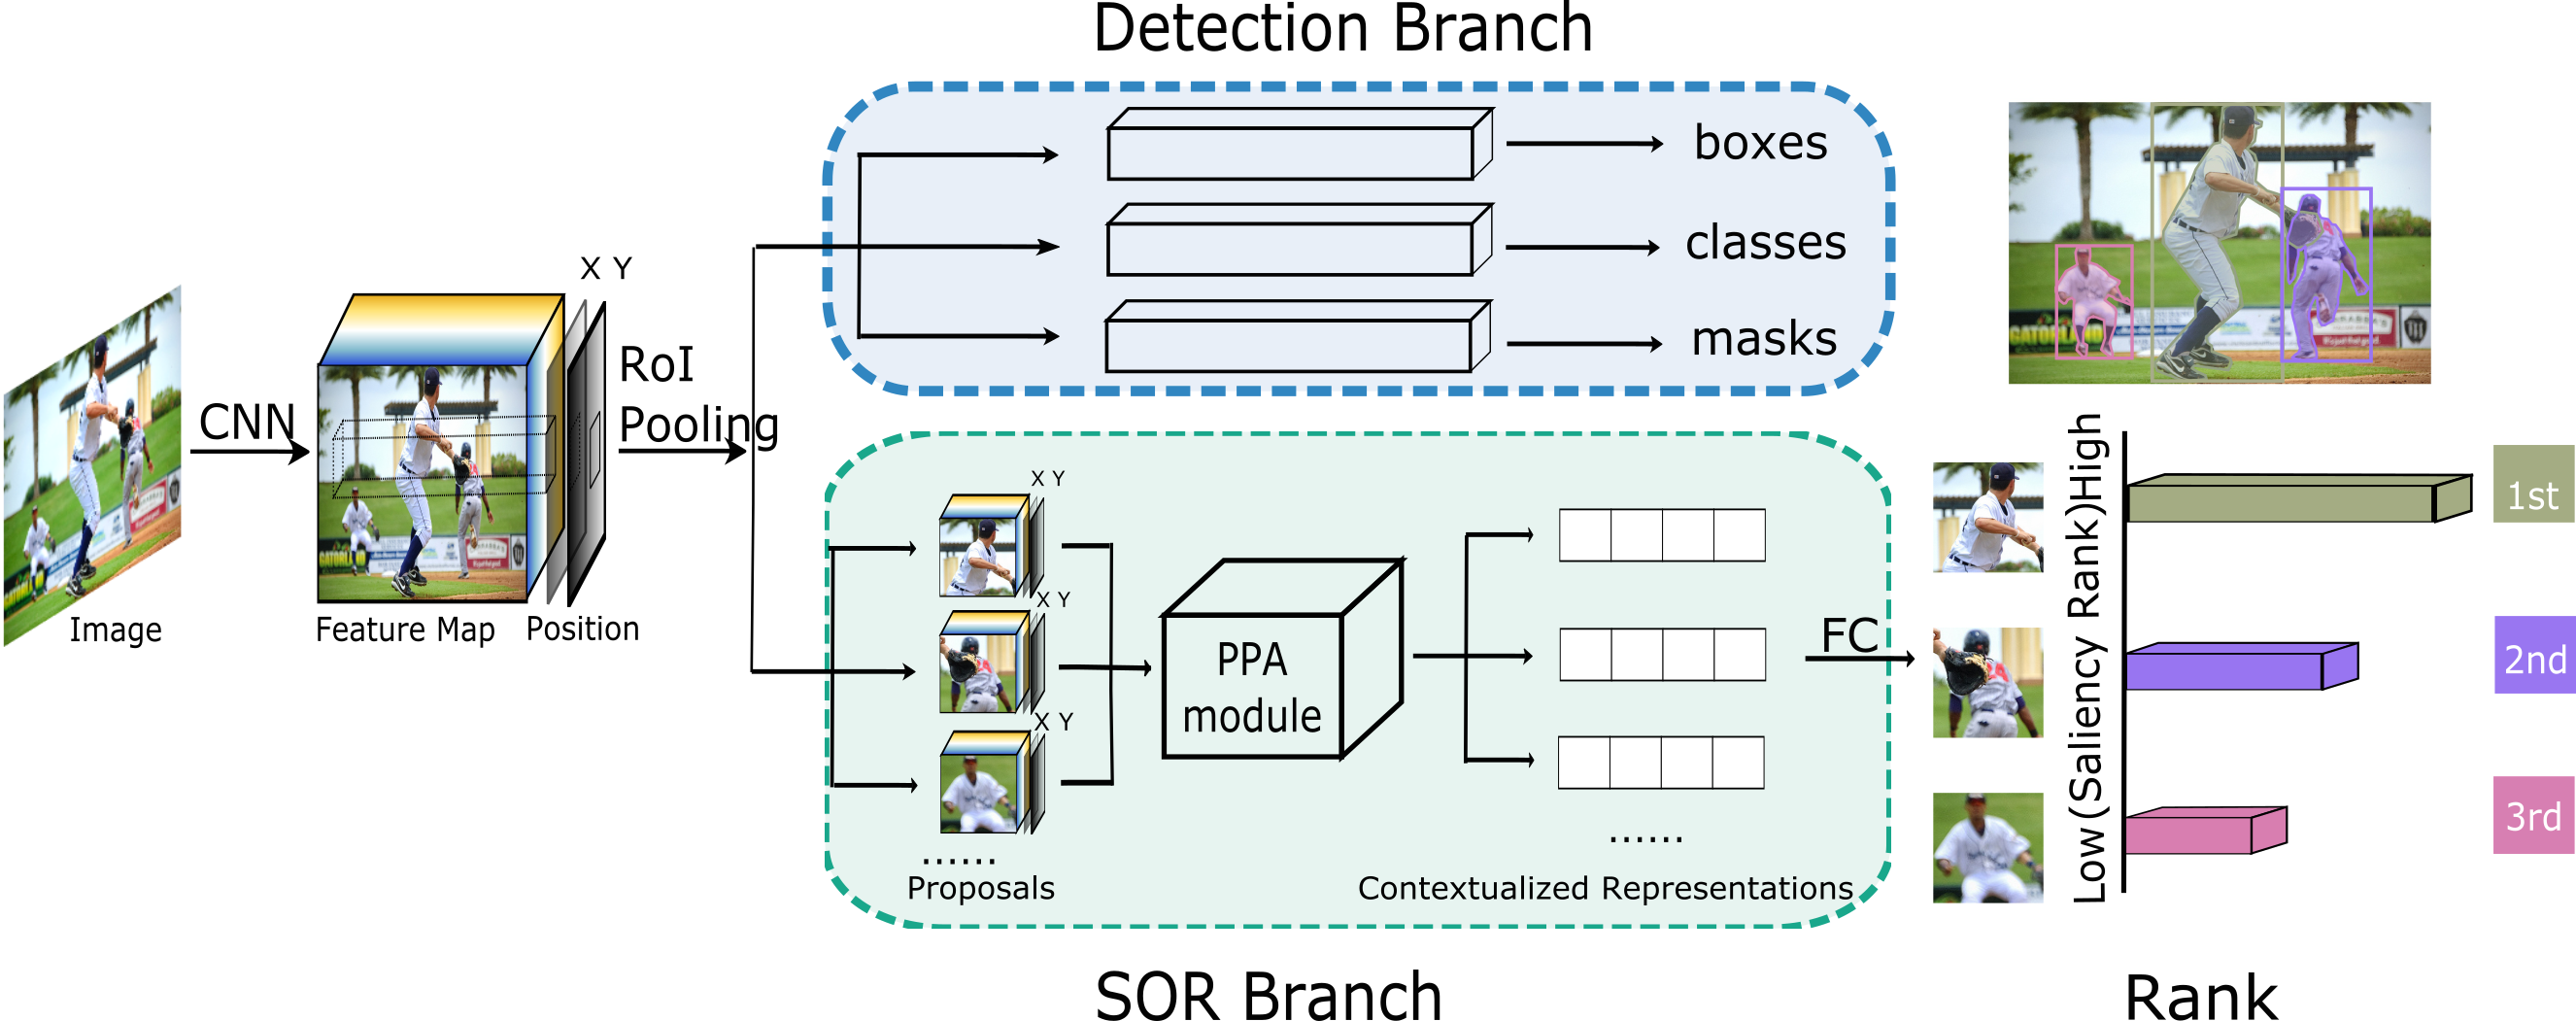 Detection Branch
boxes
classes
masks
X Y
RoI
Pooling
CNN
Image
Feature Map
Position
X Y
X Y
X Y
PPA
module
......
Proposals
......
Contextualized Representations
FC
Low(Saliency Rank)High
1st
2nd
3rd
SOR Branch
Rank